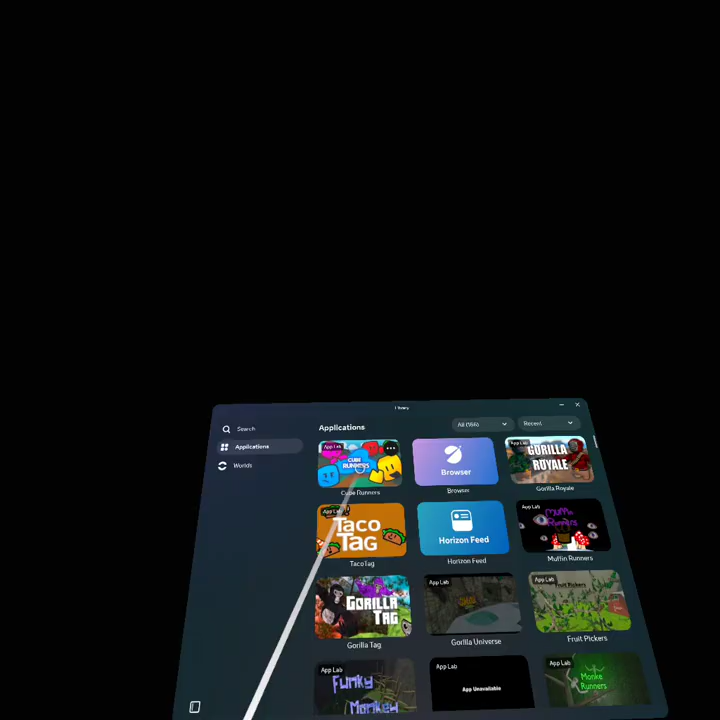 Library
Search
Applications
Worlds
Applications
All (166)
Recent
App Lab
CUBE
RUNNERS
Cube Runners
Browser
Browser
App Lab
GORILLA
ROYALE
Gorilla Royale
App Lab
TACO
TAG
Taco Tag
Horizon Feed
Horizon Feed
App Lab
MuFFin
Runners
Muffin Runners
GORILLA
TAG
Gorilla Tag
App Lab
Gorilla Universe
App Lab
Fruit Pickers
Fruit Pickers
App Lab
Funky
Monkey
App Lab
App Unavailable
App Lab
Monke
Runners